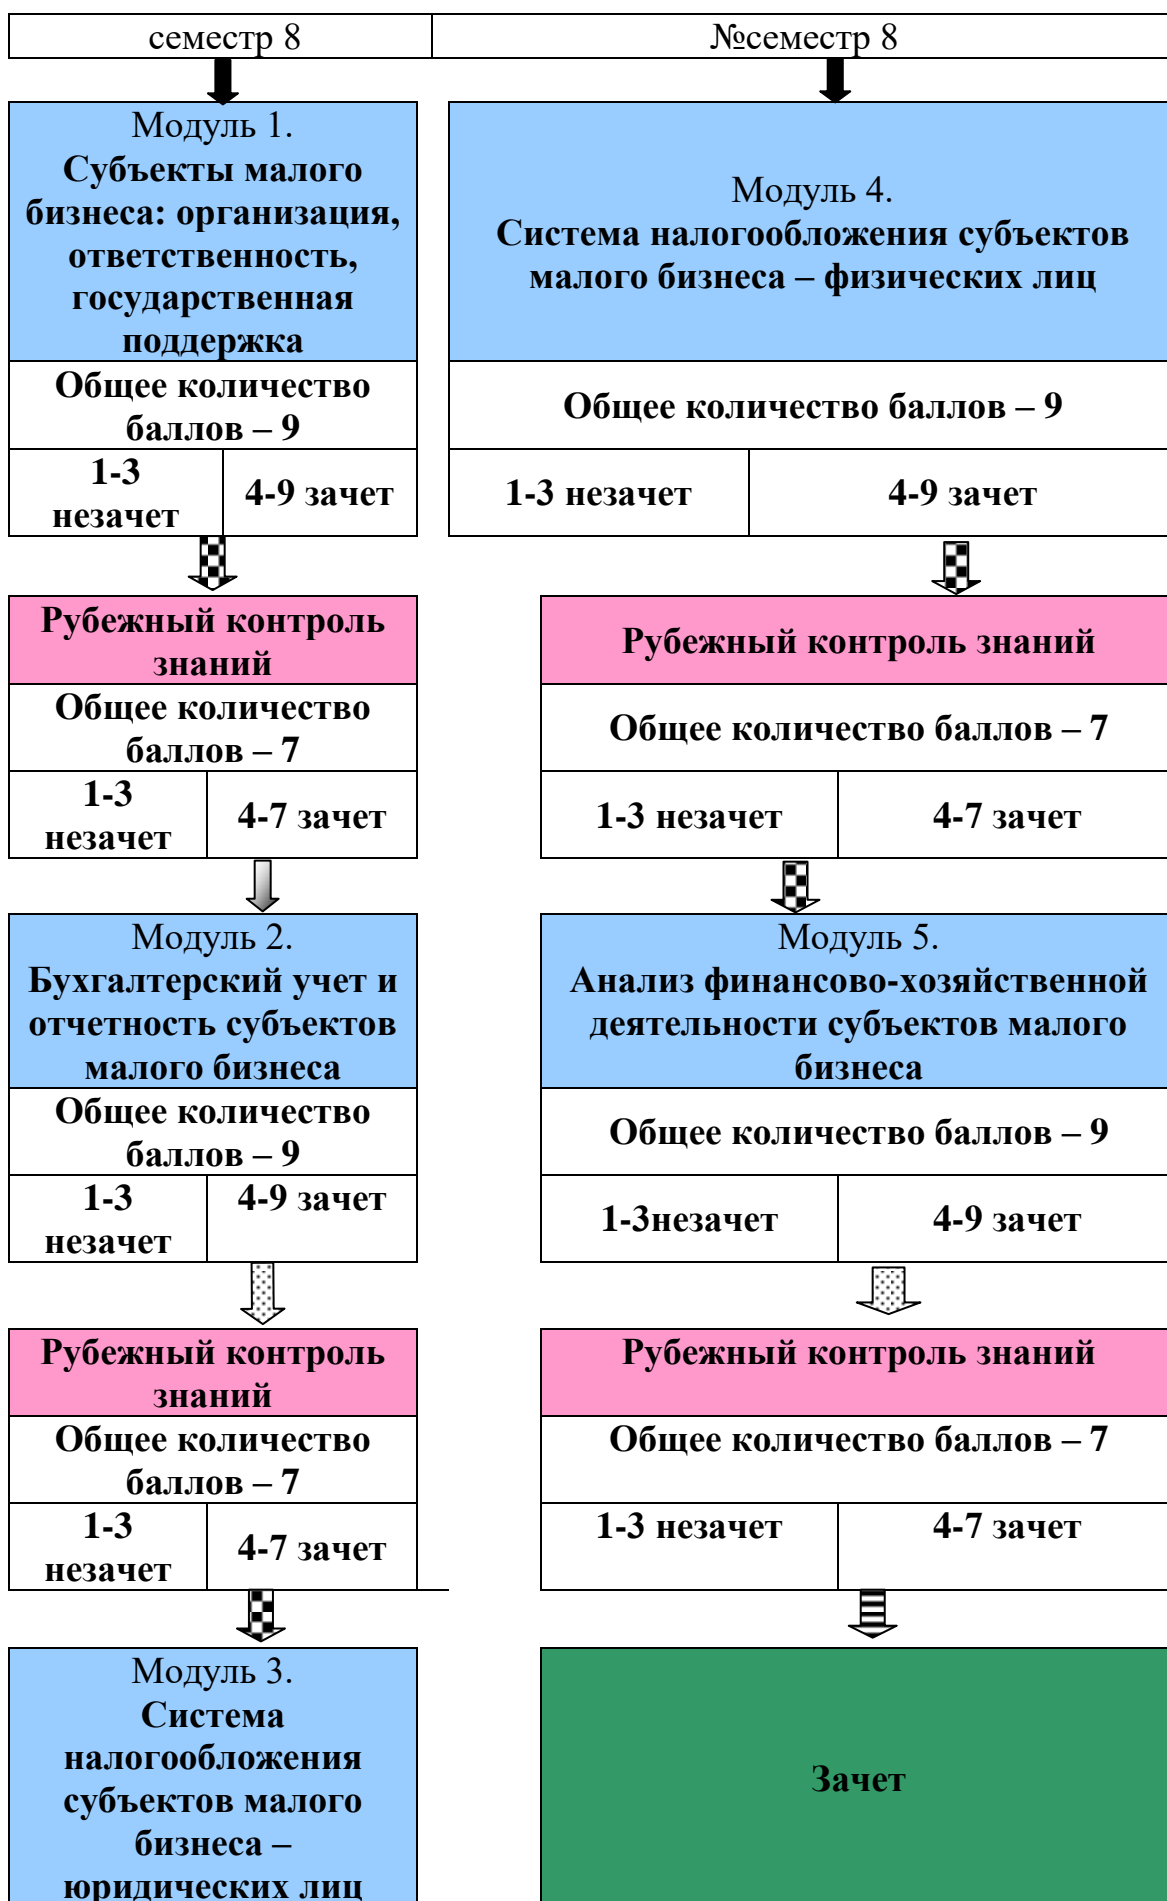 семестр 8
№семестр 8
Модуль 1.
Субъекты малого
бизнеса: организация,
ответственность,
государственная
поддержка
Общее количество
баллов – 9
1-3
незачет
4-9 зачет
Рубежный контроль
знаний
Общее количество
баллов – 7
1-3
незачет
4-7 зачет
Модуль 2.
Бухгалтерский учет и
отчетность субъектов
малого бизнеса
Общее количество
баллов – 9
1-3
незачет
4-9 зачет
Рубежный контроль
знаний
Общее количество
баллов – 7
1-3
незачет
4-7 зачет
Модуль 3.
Система
налогообложения
субъектов малого
бизнеса –
юридических лиц
Модуль 4.
Система налогообложения субъектов
малого бизнеса – физических лиц
Общее количество баллов – 9
1-3 незачет
4-9 зачет
Рубежный контроль знаний
Общее количество баллов – 7
1-3 незачет
4-7 зачет
Модуль 5.
Анализ финансово-хозяйственной
деятельности субъектов малого
бизнеса
Общее количество баллов – 9
1-3незачет
4-9 зачет
Рубежный контроль знаний
Общее количество баллов – 7
1-3 незачет
4-7 зачет
Зачет